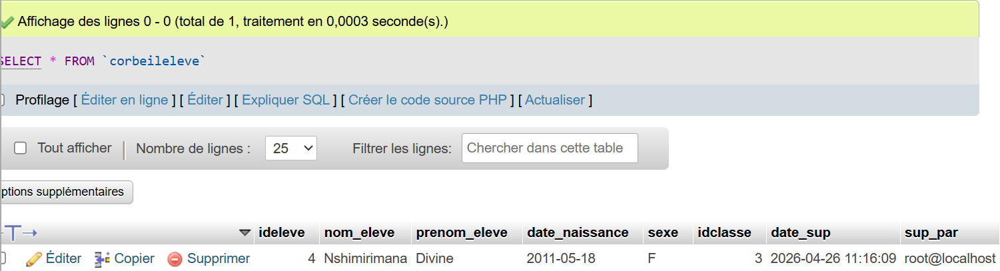 Affichage des lignes 0 - 0 (total de 1, traitement en 0,0003 seconde(s).)
SELECT * FROM `corbeileleve`
Profilage [ Éditer en ligne ] [ Éditer ] [ Expliquer SQL ] [ Créer le code source PHP ] [ Actualiser ]
Tout afficher | Nombre de lignes : 25 Filtrer les lignes: Chercher dans cette table
ptions supplémentaires
ideleve nom_eleve prenom_eleve date_naissance sexe idclasse date_sup sup_par
Éditer Copier Supprimer 4 Nshimirimana Divine 2011-05-18 F 3 2026-04-26 11:16:09 root@localhost